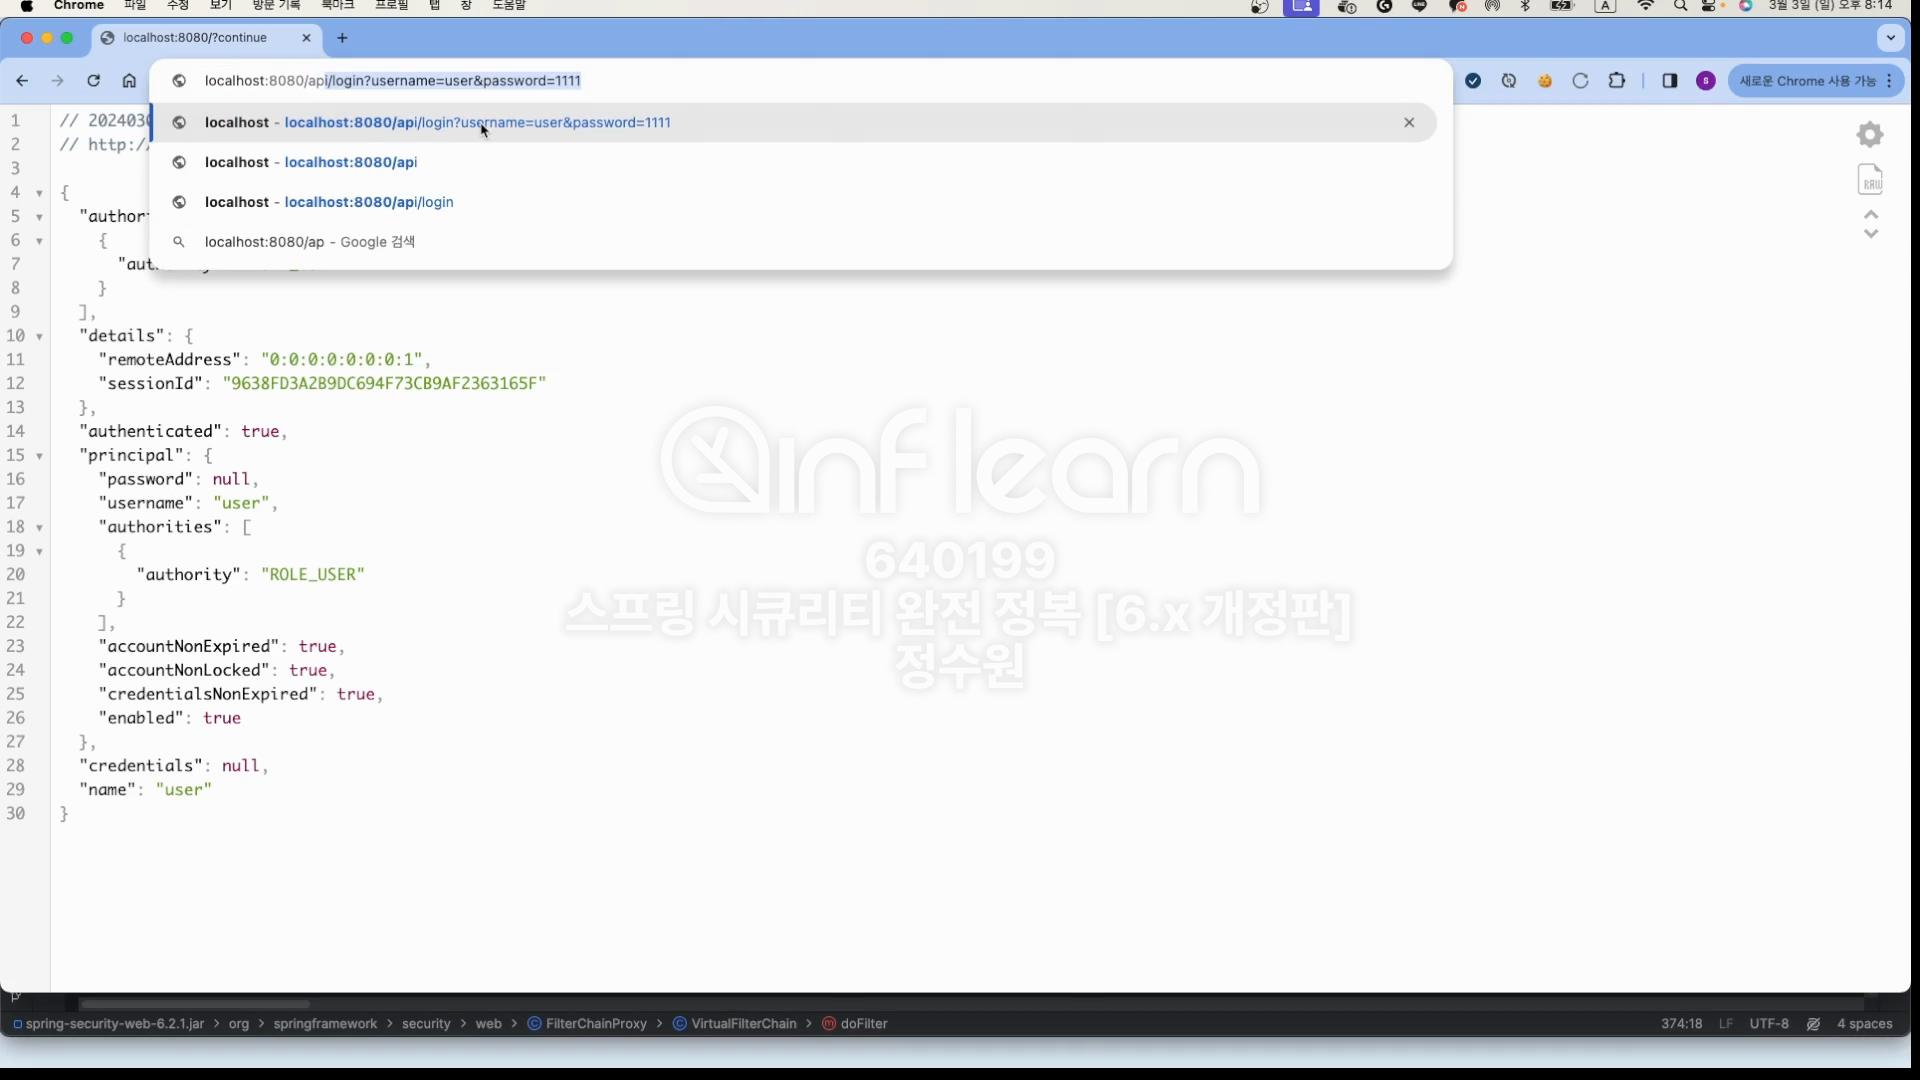 Chrome 파일 수정 보기 방문 기록 북마크 프로필 탭 창 도움말
A
3월 3일 (일) 오후 8:14
localhost:8080/?continue
localhost:8080/api/login?username=user&password=1111
S
새로운 Chrome 사용 가능
localhost - localhost:8080/api/login?username=user&password=1111
localhost - localhost:8080/api
localhost - localhost:8080/api/login
localhost:8080/ap - Google 검색
RAW
1 // 202403
2 // http:/
3
4 {
5 "author
6 {
7 "aut
8 }
9 ],
10 "details": {
11 "remoteAddress": "0:0:0:0:0:0:0:1",
12 "sessionId": "9638FD3A2B9DC694F73CB9AF2363165F"
13 },
14 "authenticated": true,
15 "principal": {
16 "password": null,
17 "username": "user",
18 "authorities": [
19 {
20 "authority": "ROLE_USER"
21 }
22 ],
23 "accountNonExpired": true,
24 "accountNonLocked": true,
25 "credentialsNonExpired": true,
26 "enabled": true
27 },
28 "credentials": null,
29 "name": "user"
30 }
inflearn
640199
스프링 시큐리티 완전 정복 [6.x 개정판]
정수원
spring-security-web-6.2.1.jar > org > springframework > security > web > FilterChainProxy > VirtualFilterChain > doFilter
374:18 LF UTF-8 4 spaces